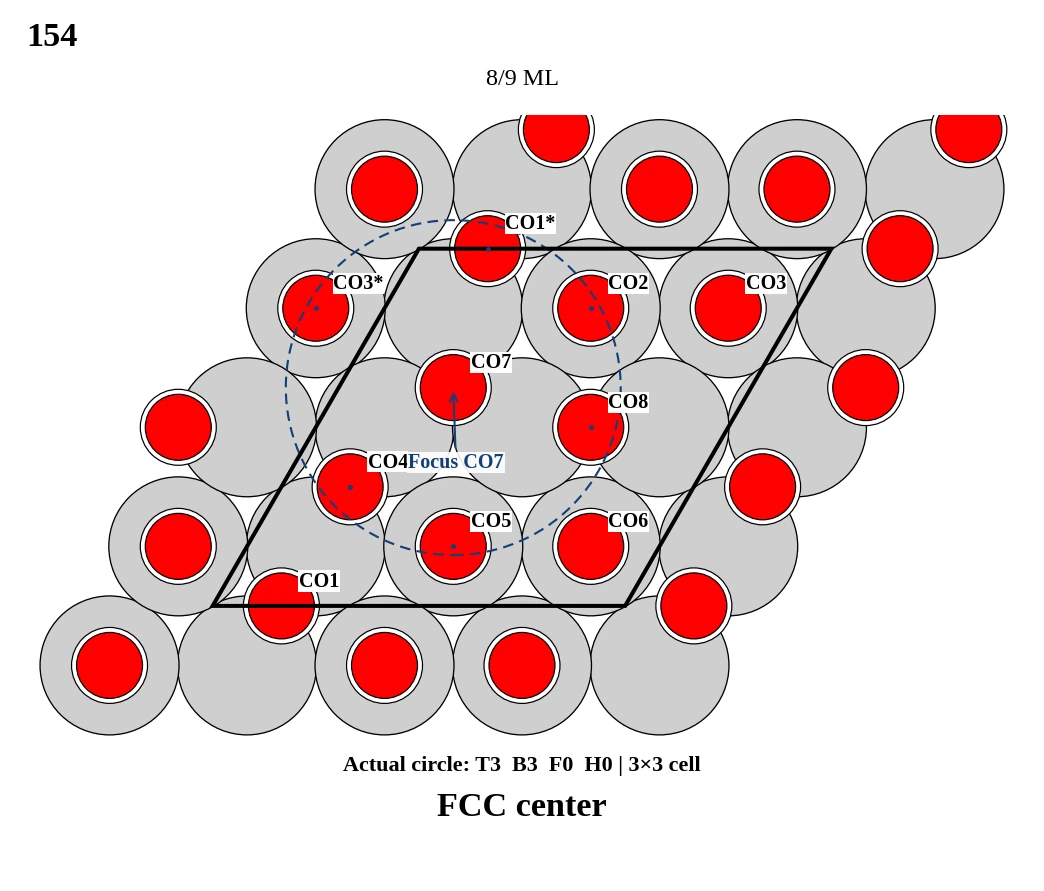 154
8/9 ML
CO1*
CO3*
CO2
CO3
CO7
CO8
CO4
Focus CO7
CO5
CO6
CO1
Actual circle: T3 B3 F0 H0 | 3×3 cell
FCC center